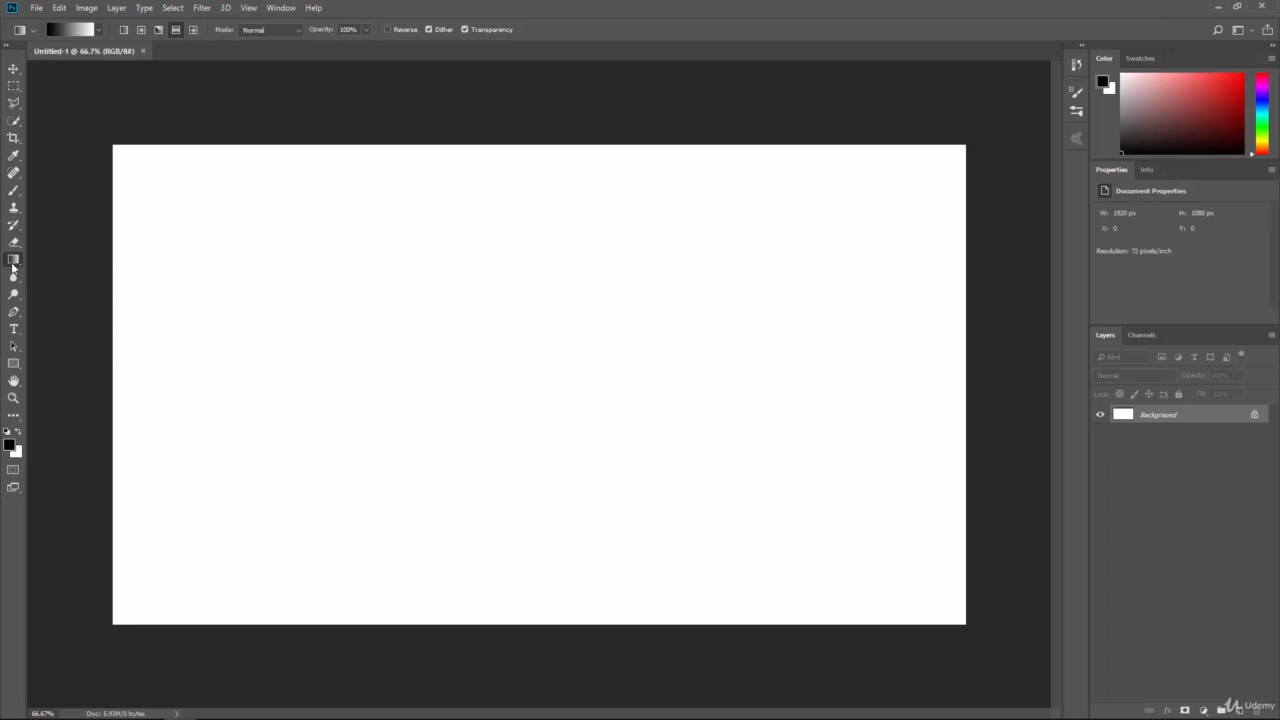 Ps File Edit Image Layer Type Select Filter 3D View Window Help
Mode: Normal Opacity: 100% Reverse Dither Transparency
Untitled-1 @ 66.7% (RGB/8#) ×
Color Swatches
Properties Info
Document Properties
W: 1920 px H: 1080 px
X: 0 Y: 0
Resolution: 72 pixels/inch
T
Layers Channels
Kind T
Normal Opacity: 100%
Lock: Fill: 100%
Background
fx
66.67% Doc: 5.93M/0 bytes
Udemy